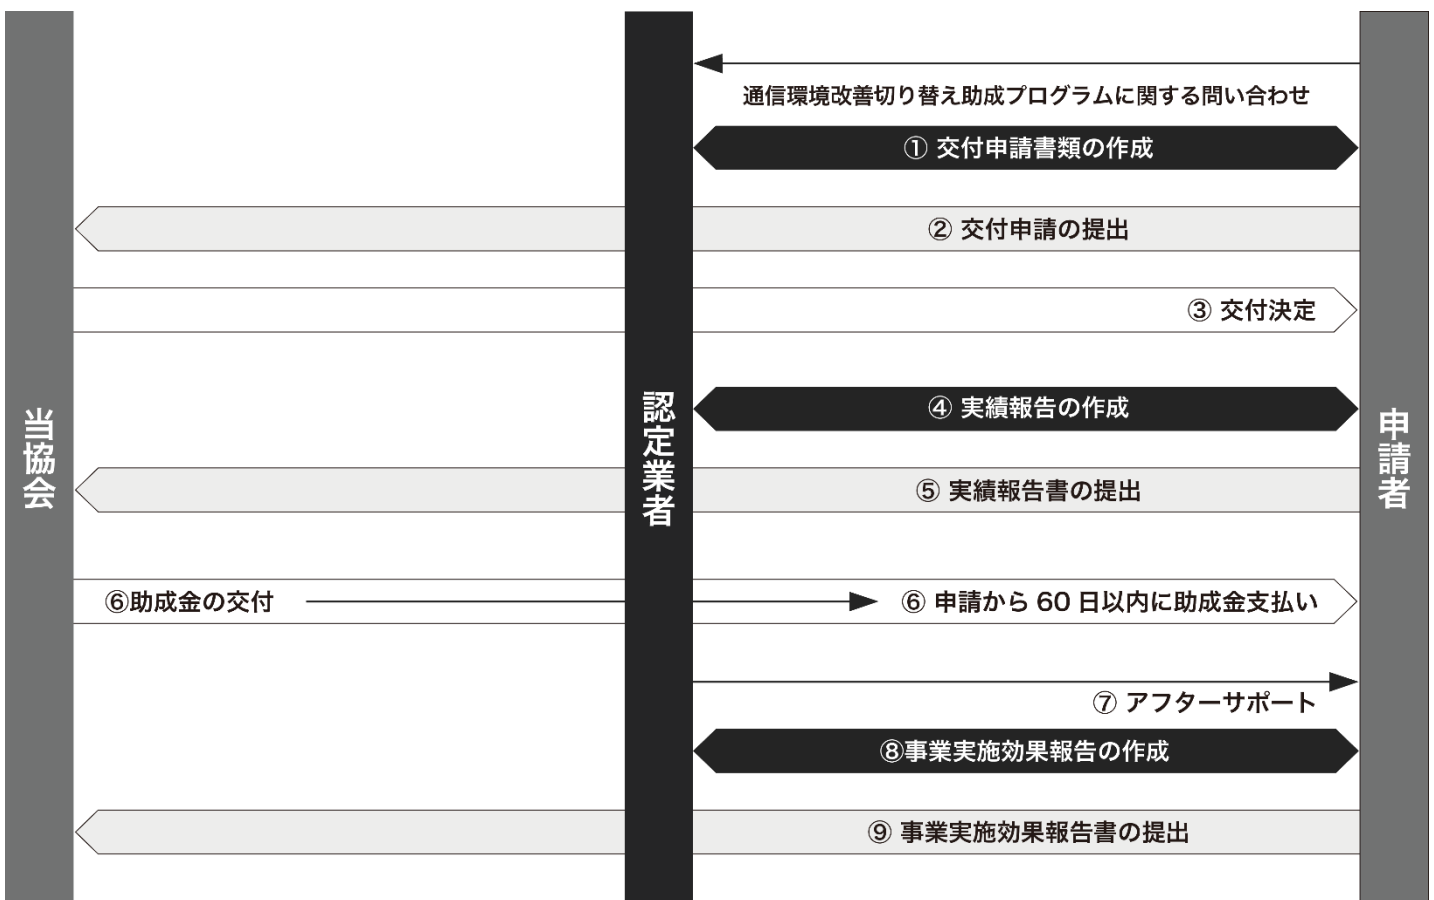 通信環境改善切り替え助成プログラムに関する問い合わせ
① 交付申請書類の作成
② 交付申請の提出
③ 交付決定
④ 実績報告の作成
当協会
認定業者
申請者
⑤ 実績報告書の提出
⑥助成金の交付
⑥ 申請から 60 日以内に助成金支払い
⑦ アフターサポート
⑧事業実施効果報告の作成
⑨ 事業実施効果報告書の提出